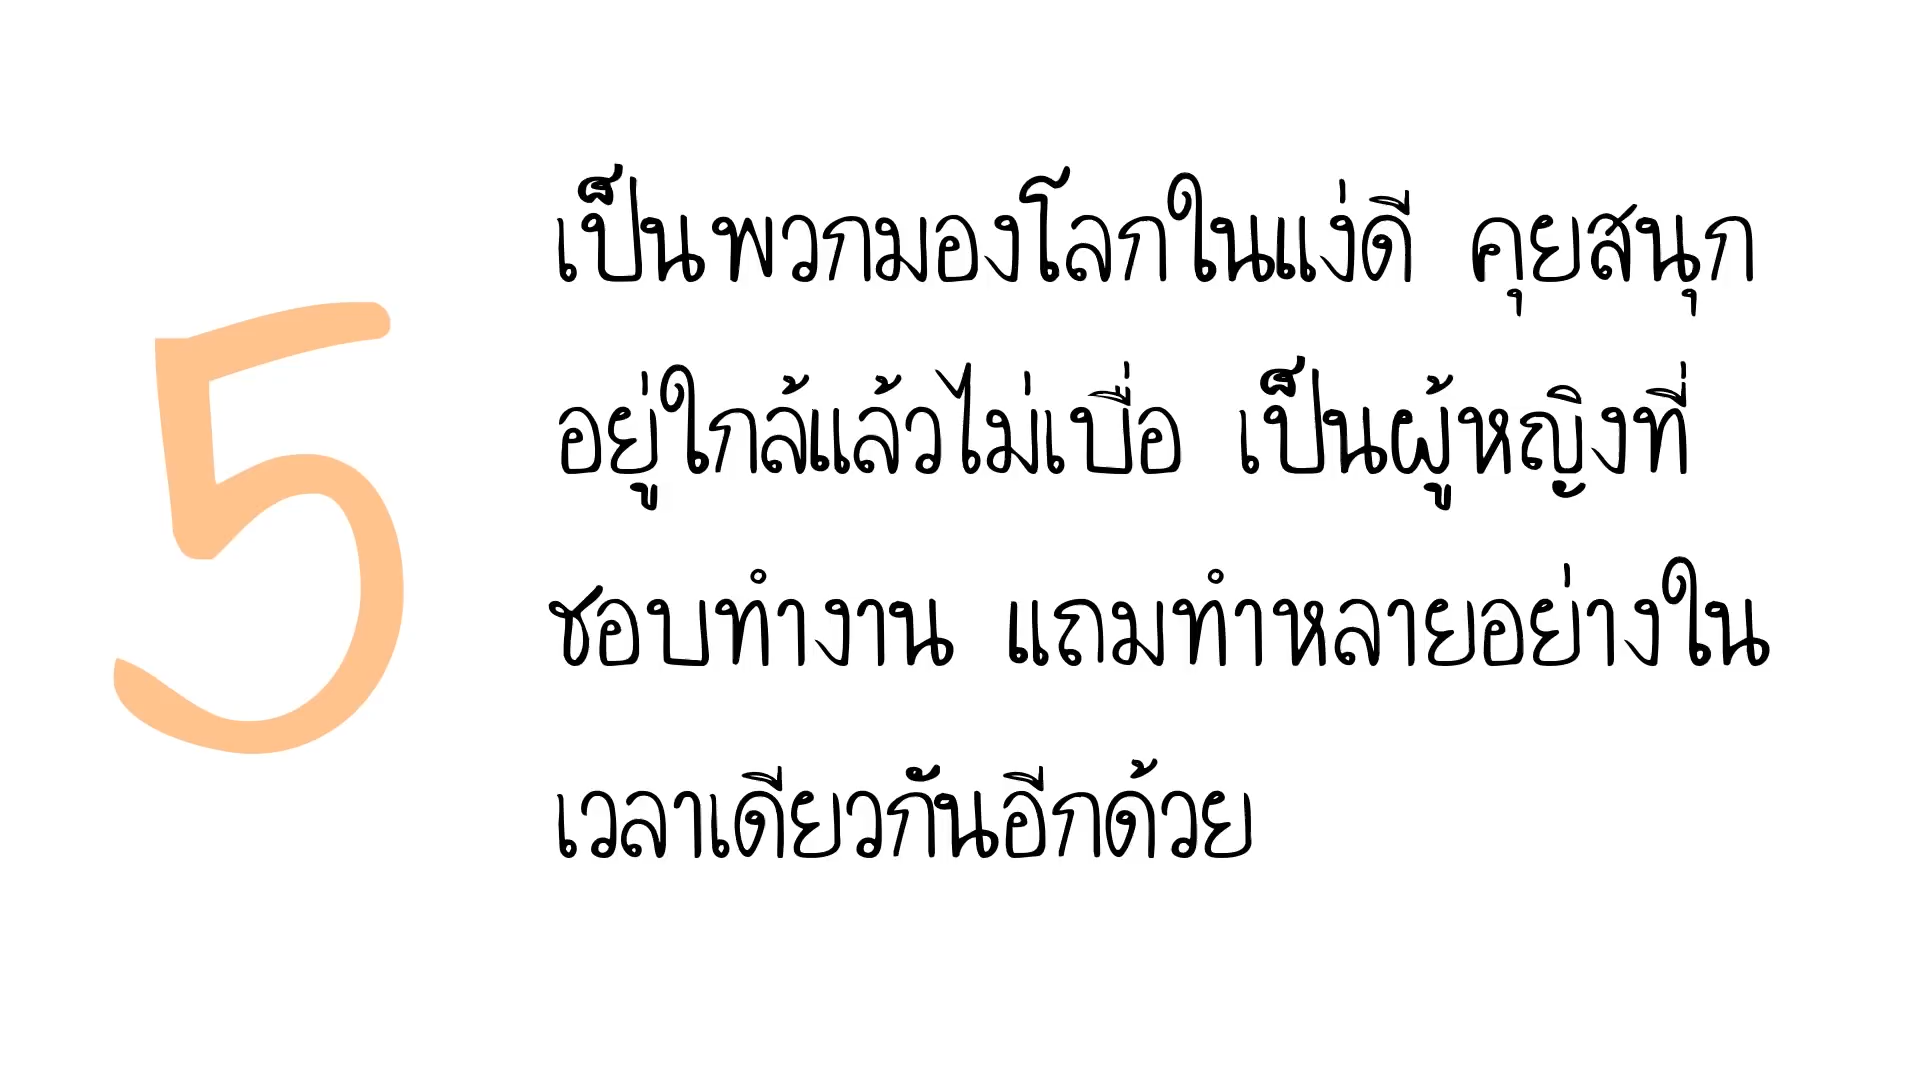 5
เป็นพวกมองโลกในแง่ดี คุยสนุก
อยู่ใกล้แล้วไม่เบื่อ เป็นผู้หญิงที่
ชอบทำงาน แถมทำหลายอย่างใน
เวลาเดียวกันอีกด้วย